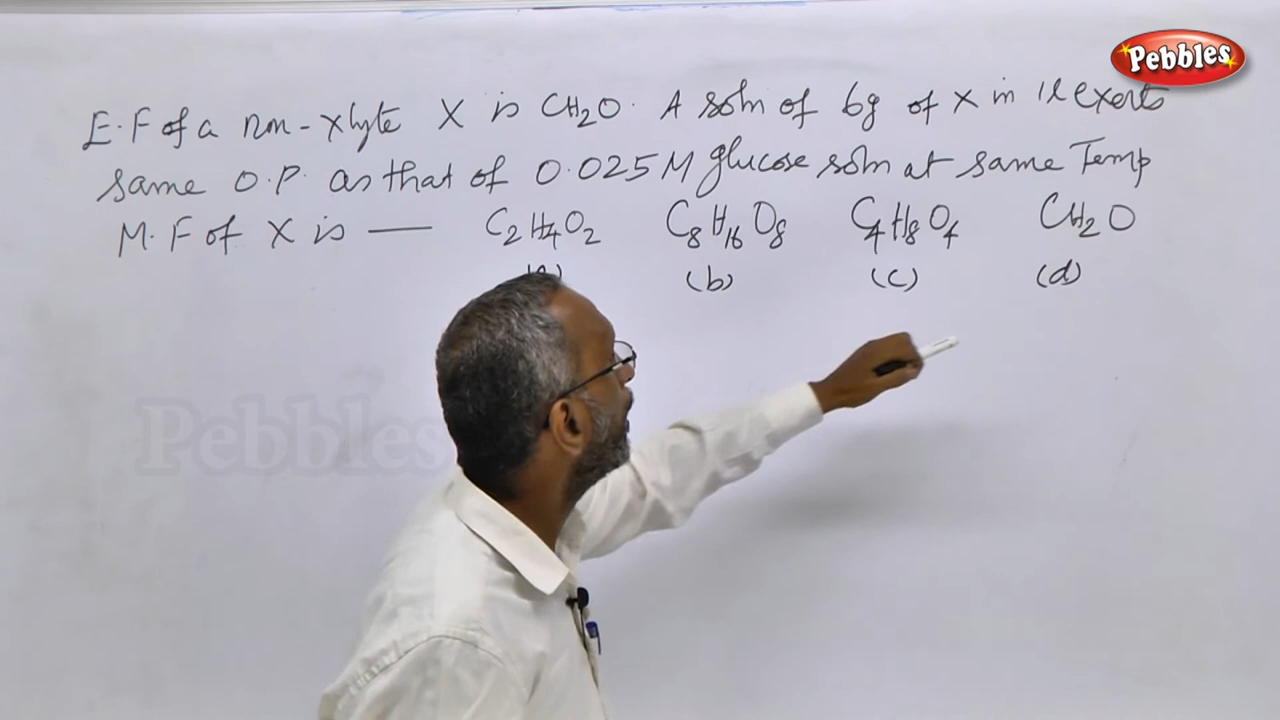 Pebbles
E.F of a non-xlyte X is CH₂O. A soln of 6g of X in 1l exerts
same O.P. as that of 0.025M glucose soln at same Temp
M.F of X is — C₂H₄O₂ C₈H₁₆O₈ C₄H₈O₄ CH₂O
(a) (b) (c) (d)
Pebbles